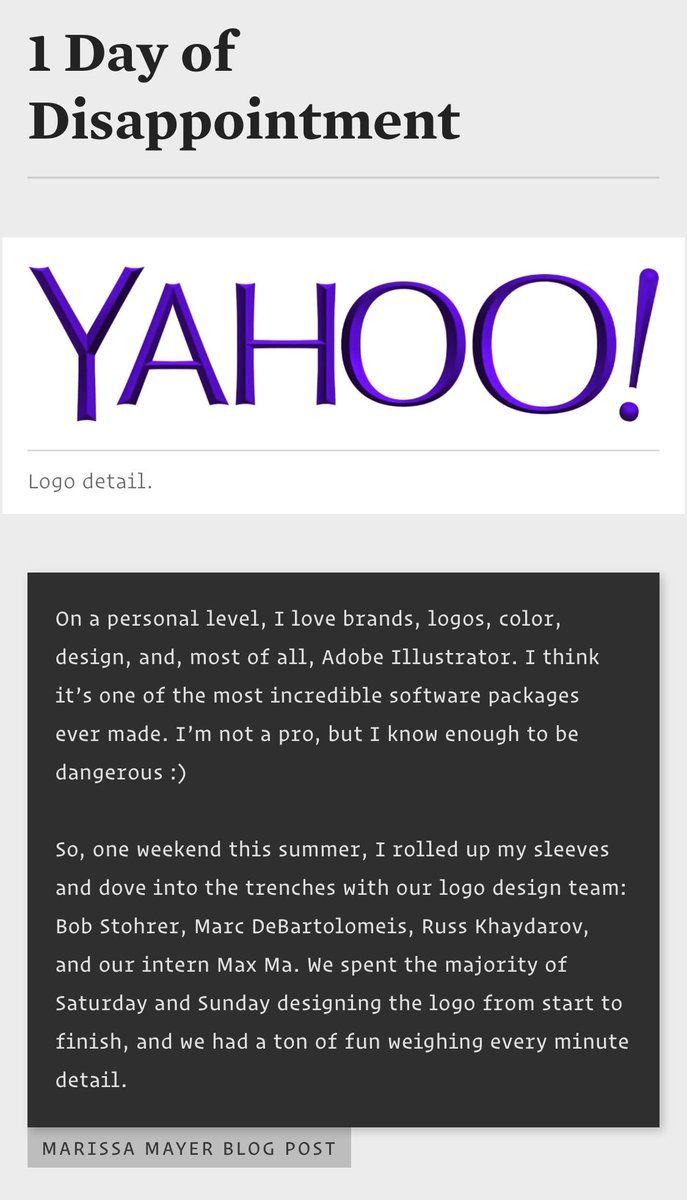 1 Day of
Disappointment
YAHOO!
Logo detail.
On a personal level, I love brands, logos, color,
design, and, most of all, Adobe Illustrator. I think
it’s one of the most incredible software packages
ever made. I’m not a pro, but I know enough to be
dangerous :)
So, one weekend this summer, I rolled up my sleeves
and dove into the trenches with our logo design team:
Bob Stohrer, Marc DeBartolomeis, Russ Khaydarov,
and our intern Max Ma. We spent the majority of
Saturday and Sunday designing the logo from start to
finish, and we had a ton of fun weighing every minute
detail.
MARISSA MAYER BLOG POST